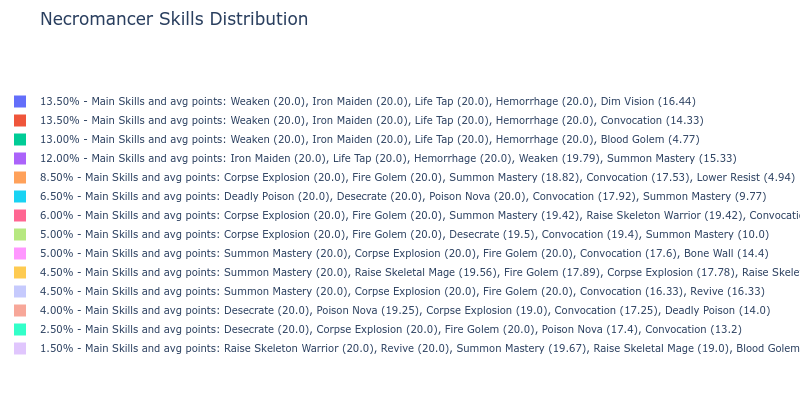 Necromancer Skills Distribution
13.50% - Main Skills and avg points: Weaken (20.0), Iron Maiden (20.0), Life Tap (20.0), Hemorrhage (20.0), Dim Vision (16.44)
13.50% - Main Skills and avg points: Weaken (20.0), Iron Maiden (20.0), Life Tap (20.0), Hemorrhage (20.0), Convocation (14.33)
13.00% - Main Skills and avg points: Weaken (20.0), Iron Maiden (20.0), Life Tap (20.0), Hemorrhage (20.0), Blood Golem (4.77)
12.00% - Main Skills and avg points: Iron Maiden (20.0), Life Tap (20.0), Hemorrhage (20.0), Weaken (19.79), Summon Mastery (15.33)
8.50% - Main Skills and avg points: Corpse Explosion (20.0), Fire Golem (20.0), Summon Mastery (18.82), Convocation (17.53), Lower Resist (4.94)
6.50% - Main Skills and avg points: Deadly Poison (20.0), Desecrate (20.0), Poison Nova (20.0), Convocation (17.92), Summon Mastery (9.77)
6.00% - Main Skills and avg points: Corpse Explosion (20.0), Fire Golem (20.0), Summon Mastery (19.42), Raise Skeleton Warrior (19.42), Convocatio
5.00% - Main Skills and avg points: Corpse Explosion (20.0), Fire Golem (20.0), Desecrate (19.5), Convocation (19.4), Summon Mastery (10.0)
5.00% - Main Skills and avg points: Summon Mastery (20.0), Corpse Explosion (20.0), Fire Golem (20.0), Convocation (17.6), Bone Wall (14.4)
4.50% - Main Skills and avg points: Summon Mastery (20.0), Raise Skeletal Mage (19.56), Fire Golem (17.89), Corpse Explosion (17.78), Raise Skele
4.50% - Main Skills and avg points: Summon Mastery (20.0), Corpse Explosion (20.0), Fire Golem (20.0), Convocation (16.33), Revive (16.33)
4.00% - Main Skills and avg points: Desecrate (20.0), Poison Nova (19.25), Corpse Explosion (19.0), Convocation (17.25), Deadly Poison (14.0)
2.50% - Main Skills and avg points: Desecrate (20.0), Corpse Explosion (20.0), Fire Golem (20.0), Poison Nova (17.4), Convocation (13.2)
1.50% - Main Skills and avg points: Raise Skeleton Warrior (20.0), Revive (20.0), Summon Mastery (19.67), Raise Skeletal Mage (19.0), Blood Golem